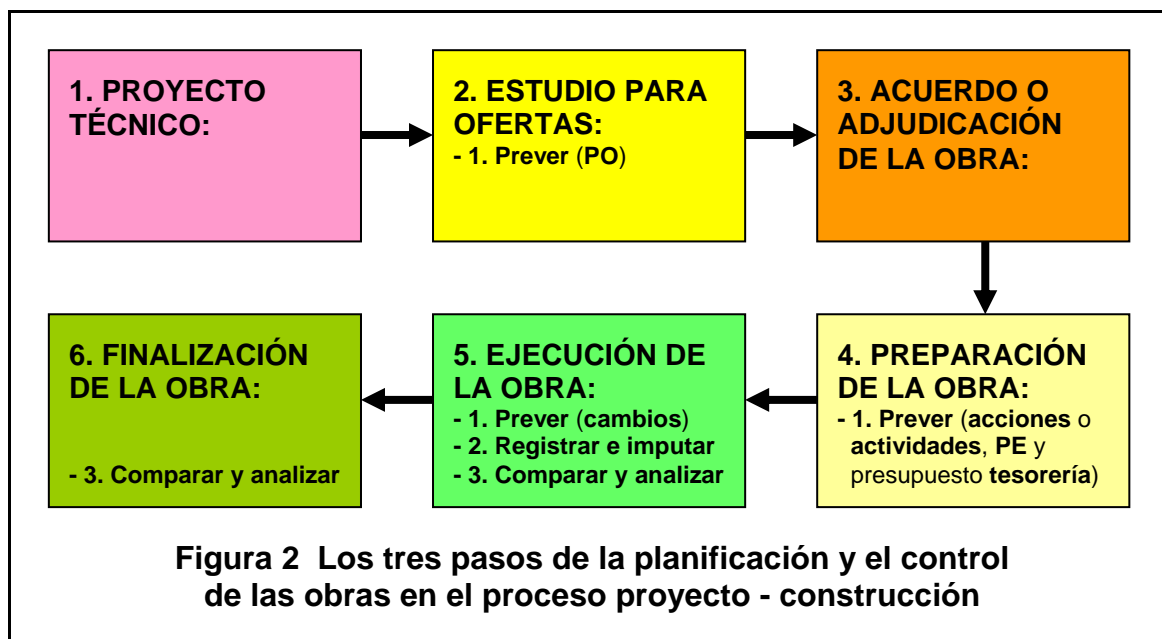 1. PROYECTO
TÉCNICO:
2. ESTUDIO PARA
OFERTAS:
- 1. Prever (PO)
3. ACUERDO O
ADJUDICACIÓN
DE LA OBRA:
4. PREPARACIÓN
DE LA OBRA:
- 1. Prever (acciones o
actividades, PE y
presupuesto tesorería)
5. EJECUCIÓN DE
LA OBRA:
- 1. Prever (cambios)
- 2. Registrar e imputar
- 3. Comparar y analizar
6. FINALIZACIÓN
DE LA OBRA:
- 3. Comparar y analizar
Figura 2 Los tres pasos de la planificación y el control
de las obras en el proceso proyecto - construcción